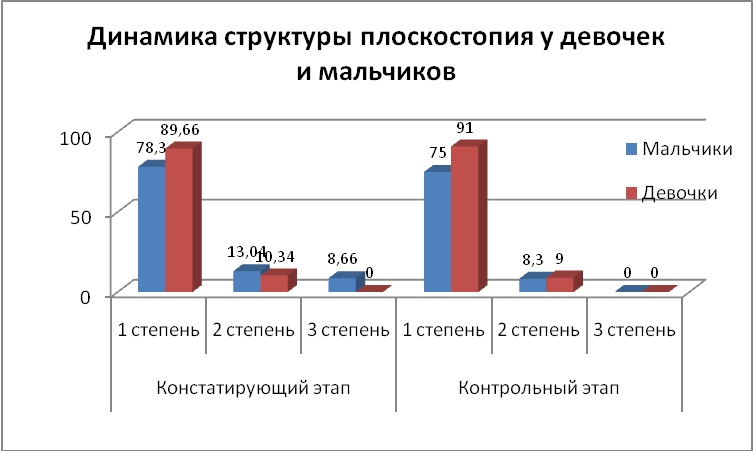 Динамика структуры плоскостопия у девочек
и мальчиков
100
50
0
78,3
89,66
13,04
10,34
8,66
0
75
91
8,3
9
0
0
Мальчики
Девочки
1 степень
2 степень
3 степень
1 степень
2 степень
3 степень
Констатирующий этап
Контрольный этап